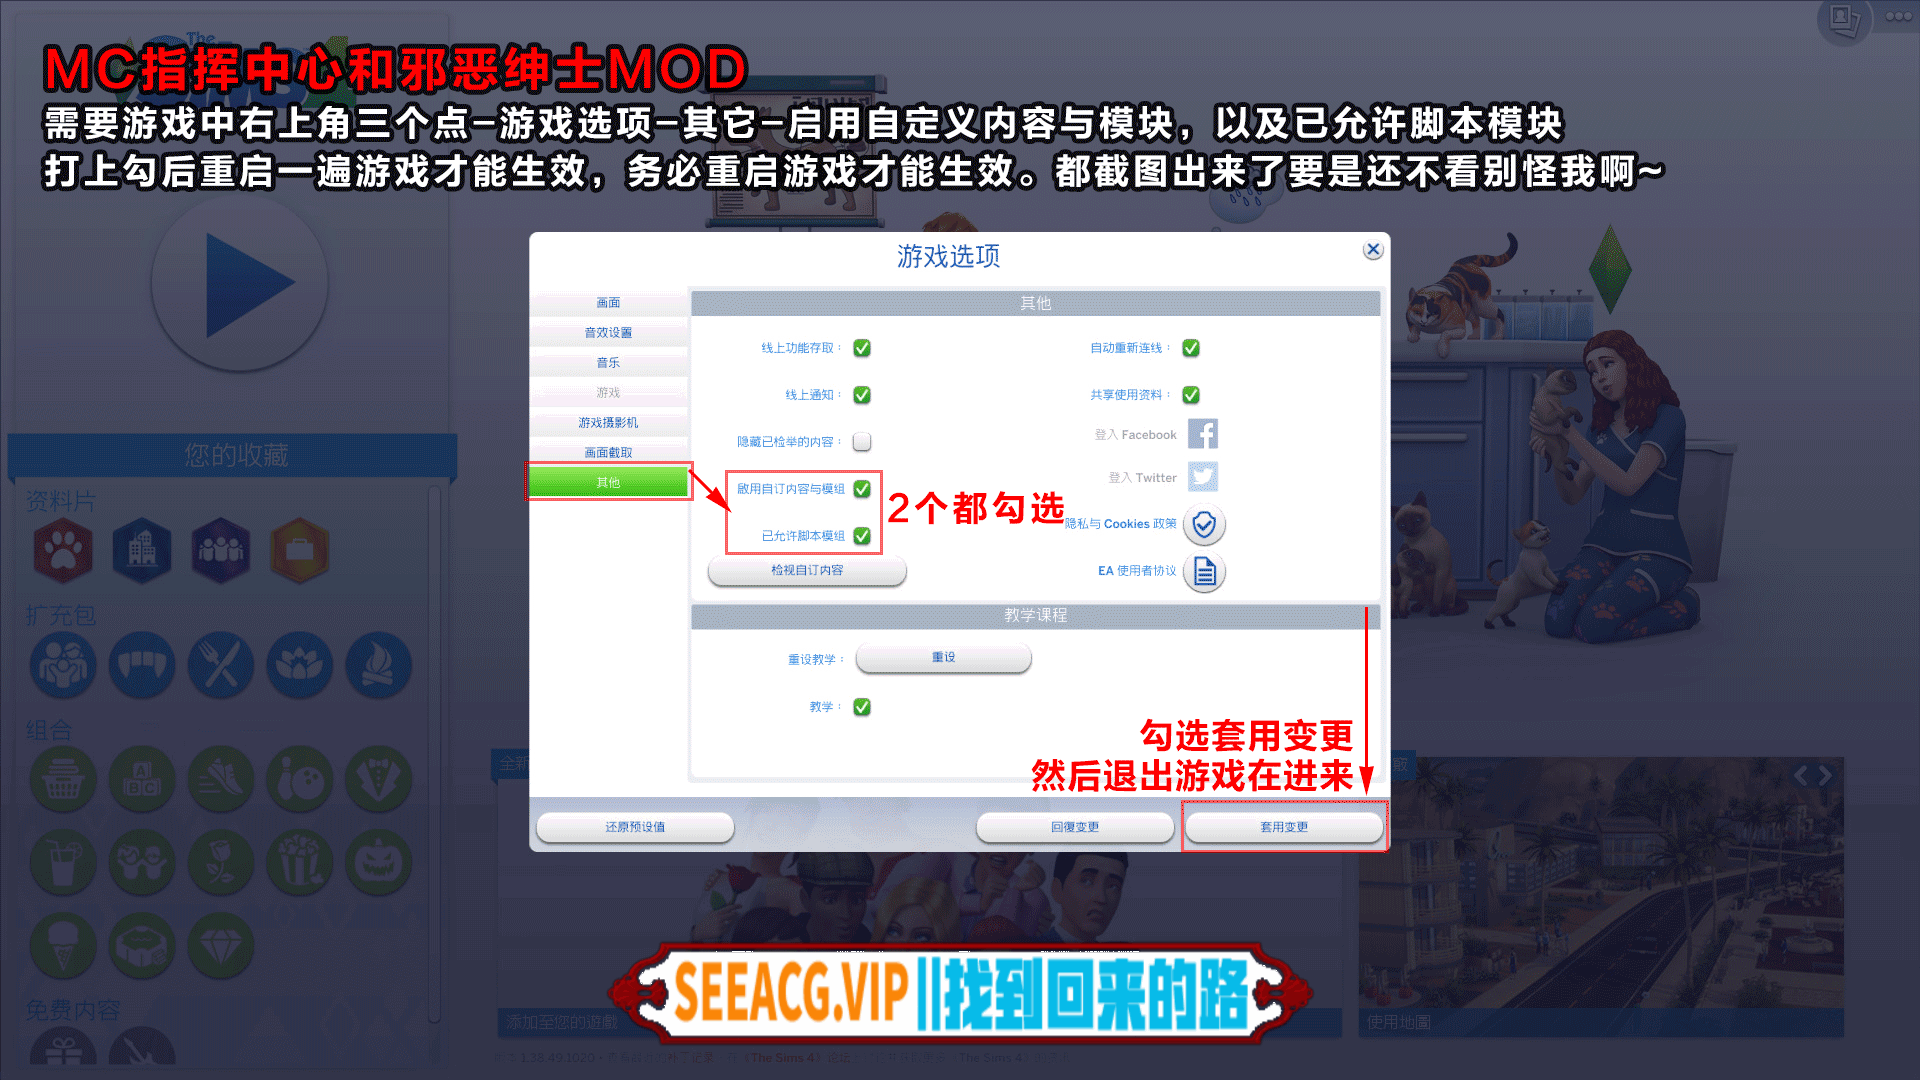 The
MC指挥中心和邪恶绅士MOD
需要游戏中右上角三个点-游戏选项-其它-启用自定义内容与模块，以及已允许脚本模块
打上勾后重启一遍游戏才能生效，务必重启游戏才能生效。都截图出来了要是还不看别怪我啊~
游戏选项
画面
音效设置
音乐
游戏
游戏摄影机
画面截取
其他
其他
线上功能存取：
自动重新连线：
线上通知：
共享使用资料：
隐藏已检举的内容：
登入 Facebook
登入 Twitter
启用自订内容与模组
2个都勾选
隐私与 Cookies 政策
已允许脚本模组
检视自订内容
EA 使用者协议
教学课程
重设教学：
重设
教学：
勾选套用变更
然后退出游戏在进来
还原预设值
回復变更
套用变更
您的收藏
资料片
扩充包
组合
免费内容
全新
添加至您的遊戲
使用地圖
SEEACG.VIP||找到回来的路
1.38.49.1020
《The Sims 4》